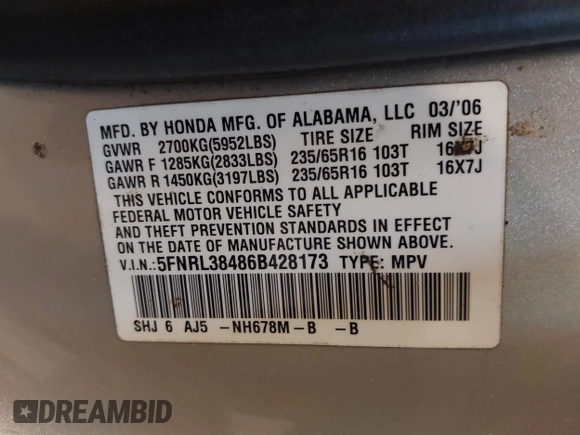 MFD. BY HONDA MFG. OF ALABAMA, LLC 03/'06
GVWR 2700KG(5952LBS) TIRE SIZE RIM SIZE
GAWR F 1285KG(2833LBS) 235/65R16 103T 16X7J
GAWR R 1450KG(3197LBS) 235/65R16 103T 16X7J
THIS VEHICLE CONFORMS TO ALL APPLICABLE
FEDERAL MOTOR VEHICLE SAFETY
AND THEFT PREVENTION STANDARDS IN EFFECT
ON THE DATE OF MANUFACTURE SHOWN ABOVE.
V.I.N.:5FNRL38486B428173 TYPE: MPV
SHJ 6 AJ5 -NH678M-B -B
DREAMBID